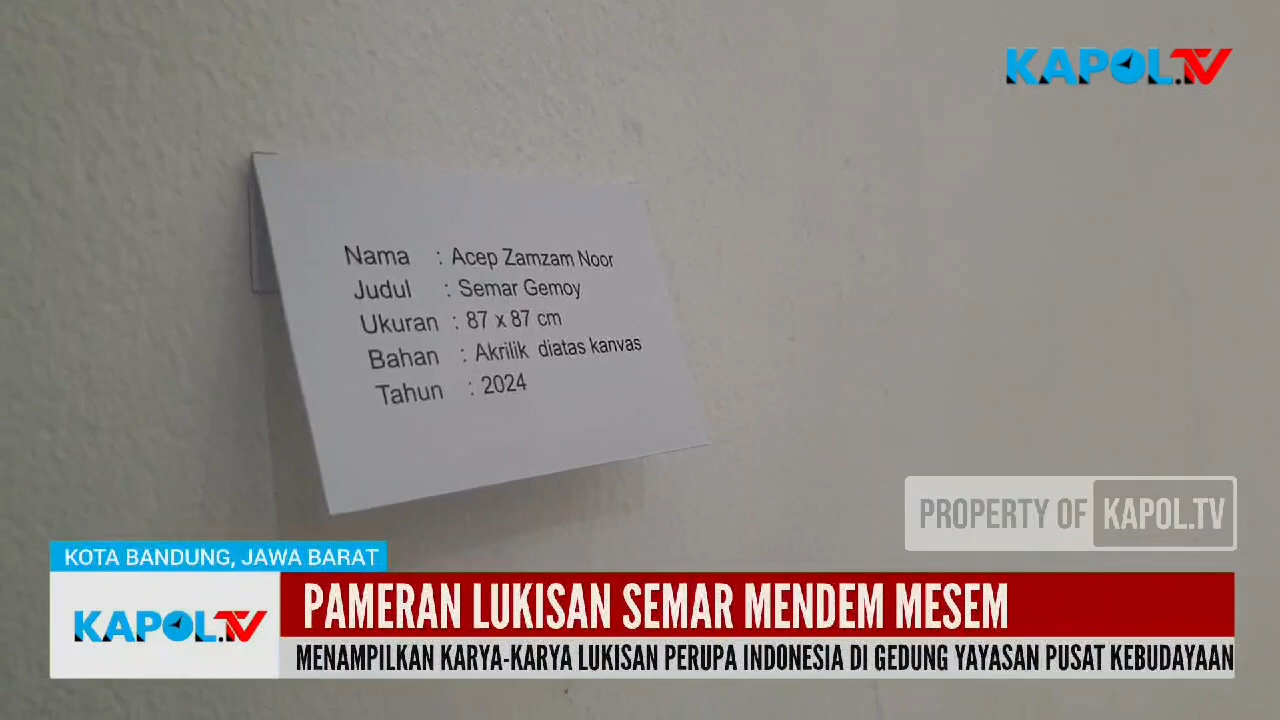 KAPOL.TV
Nama : Acep Zamzam Noor
Judul : Semar Gemoy
Ukuran : 87 x 87 cm
Bahan : Akrilik diatas kanvas
Tahun : 2024
PROPERTY OF KAPOL.TV
KOTA BANDUNG, JAWA BARAT
KAPOL.TV
PAMERAN LUKISAN SEMAR MENDEM MESEM
MENAMPILKAN KARYA-KARYA LUKISAN PERUPA INDONESIA DI GEDUNG YAYASAN PUSAT KEBUDAYAAN